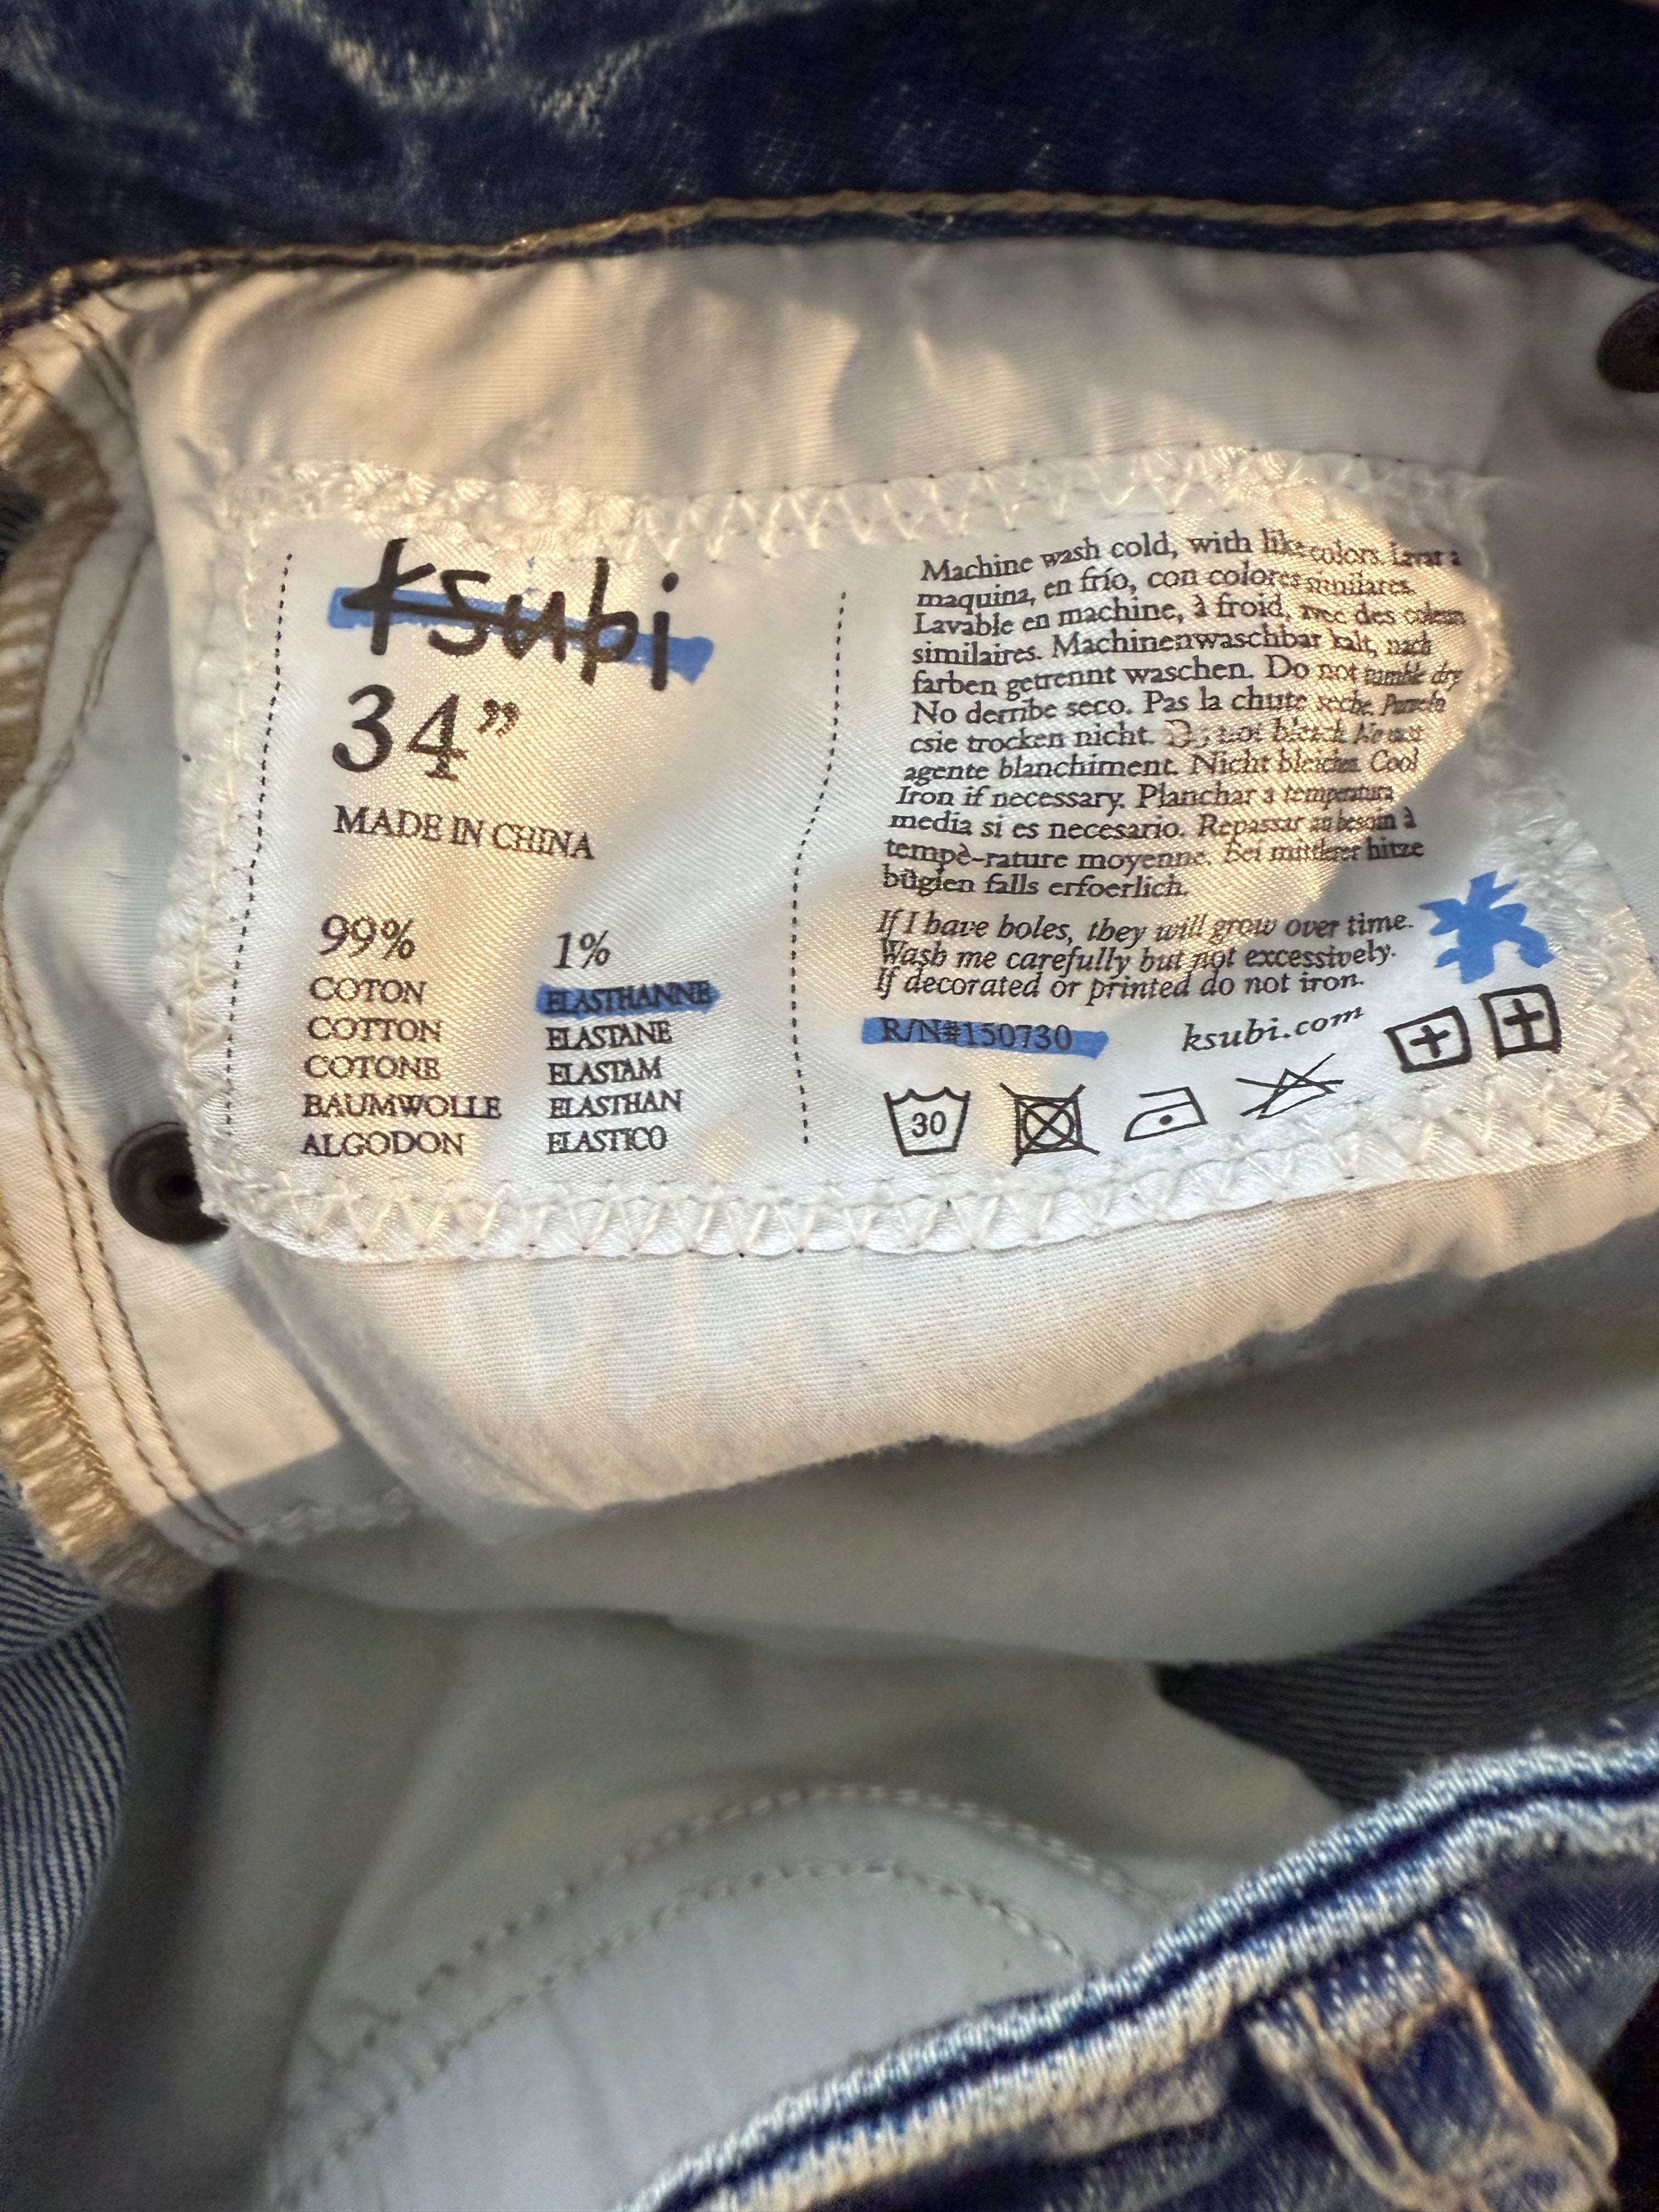 ksubi
34”
MADE IN CHINA
99%
COTON
COTTON
COTONE
BAUMWOLLE
ALGODON
1%
ELASTHANNE
ELASTANE
ELASTAM
ELASTHAN
ELASTICO
Machine wash cold, with like colors. Lavar a
maquina, en frío, con colores similares.
Lavable en machine, à froid, avec des coleurs
similaires. Machinenwaschbar kalt, nach
farben getrennt waschen. Do not tumble dry
No derribe seco. Pas la chute seche.
csie trocken nicht. Do not bleach
agente blanchiment. Nicht bleichen. Cool
Iron if necessary. Planchar a temperatura
media si es necesario. Repassar au besoin à
tempè-rature moyenne. Bei mittlerer hitze
büglen falls erfoerlich.
If I have holes, they will grow over time.
Wash me carefully but not excessively.
If decorated or printed do not iron.
R/N#150730 ksubi.com
30